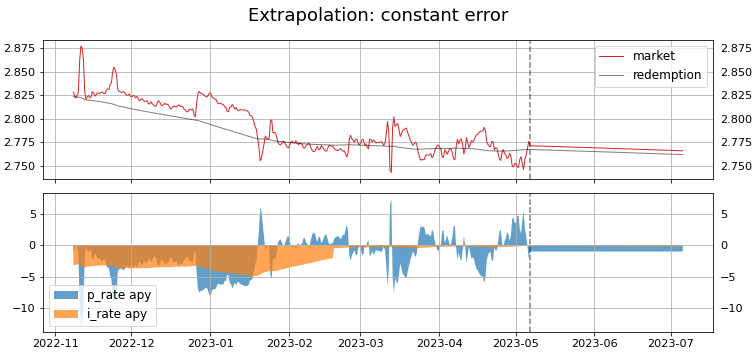 Extrapolation: constant error
2.875 2.875
2.850 2.850
2.825 2.825
2.800 2.800
2.775 2.775
2.750 2.750
market
redemption
5 5
0 0
−5 −5
−10 −10
p_rate apy
i_rate apy
2022-11 2022-12 2023-01 2023-02 2023-03 2023-04 2023-05 2023-06 2023-07